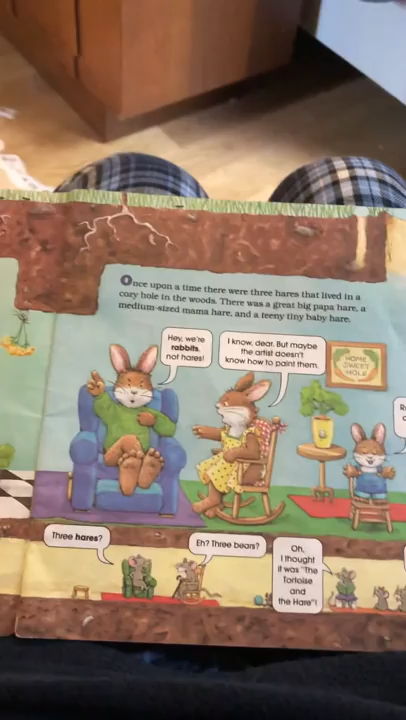 Once upon a time there were three hares that lived in a
cozy hole in the woods. There was a great big papa hare, a
medium-sized mama hare, and a teeny tiny baby hare.
Hey, we're
rabbits,
not hares!
I know, dear. But maybe
the artist doesn't
know how to paint them.
HOME
SWEET
HOLE
Three hares?
Eh? Three bears?
Oh,
I thought
it was "The
Tortoise
and
the Hare"!